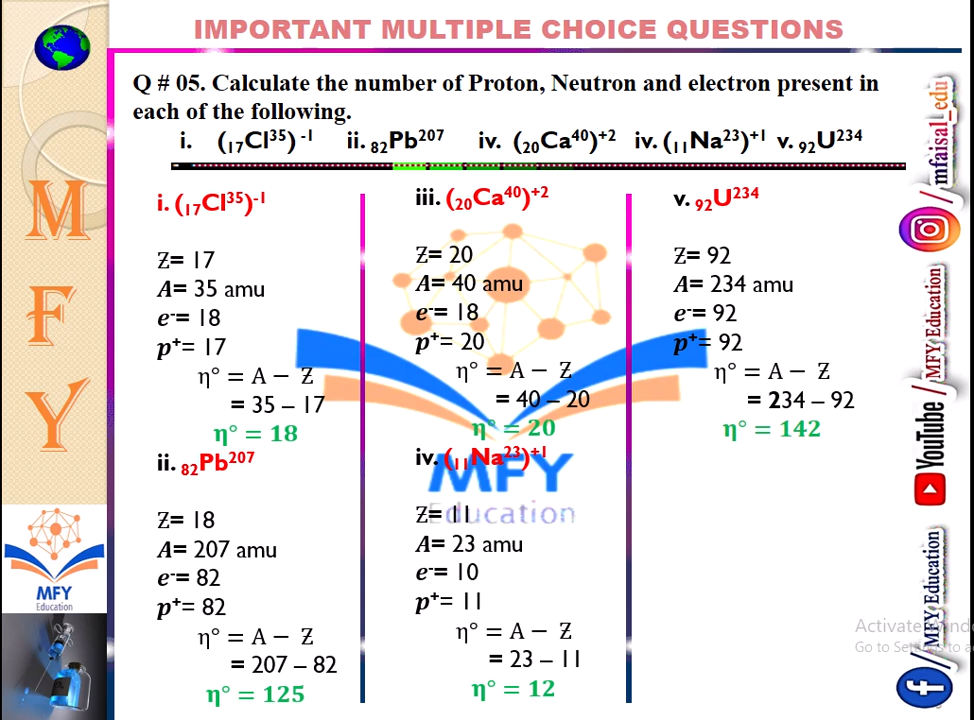 IMPORTANT MULTIPLE CHOICE QUESTIONS
Q # 05. Calculate the number of Proton, Neutron and electron present in
each of the following.
i. (₁₇Cl³⁵)⁻¹ ii. ₈₂Pb²⁰⁷ iv. (₂₀Ca⁴⁰)⁺² iv. (₁₁Na²³)⁺¹ v. ₉₂U²³⁴
i. (₁₇Cl³⁵)⁻¹
Z= 17
A= 35 amu
e⁻= 18
p⁺= 17
η° = A − Z
= 35 – 17
η° = 18
ii. ₈₂Pb²⁰⁷
Z= 18
A= 207 amu
e⁻= 82
p⁺= 82
η° = A − Z
= 207 – 82
η° = 125
iii. (₂₀Ca⁴⁰)⁺²
Z= 20
A= 40 amu
e⁻= 18
p⁺= 20
η° = A − Z
= 40 – 20
η° = 20
iv. (₁₁Na²³)⁺¹
Z= 11
A= 23 amu
e⁻= 10
p⁺= 11
η° = A − Z
= 23 – 11
η° = 12
v. ₉₂U²³⁴
Z= 92
A= 234 amu
e⁻= 92
p⁺= 92
η° = A − Z
= 234 – 92
η° = 142
MFY
Education
M
F
Y
MFY
Education
/mfaisal_edu
YouTube /MFY Education
/MFY Education
Activate
Go to